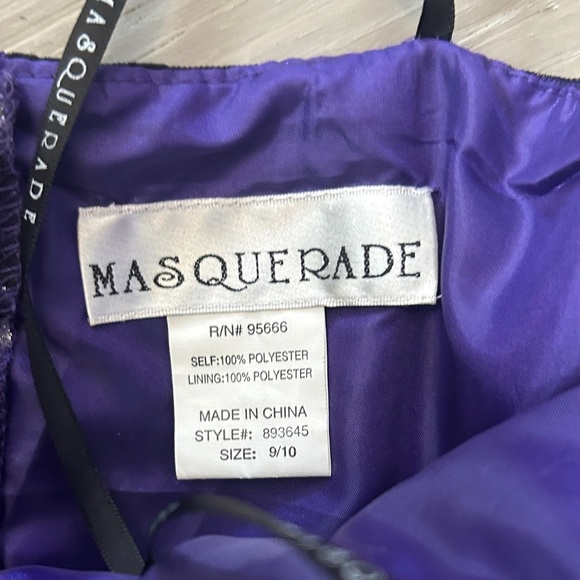 MASQUERADE
MASQUERADE
R/N# 95666
SELF:100% POLYESTER
LINING:100% POLYESTER
MADE IN CHINA
STYLE#: 893645
SIZE: 9/10